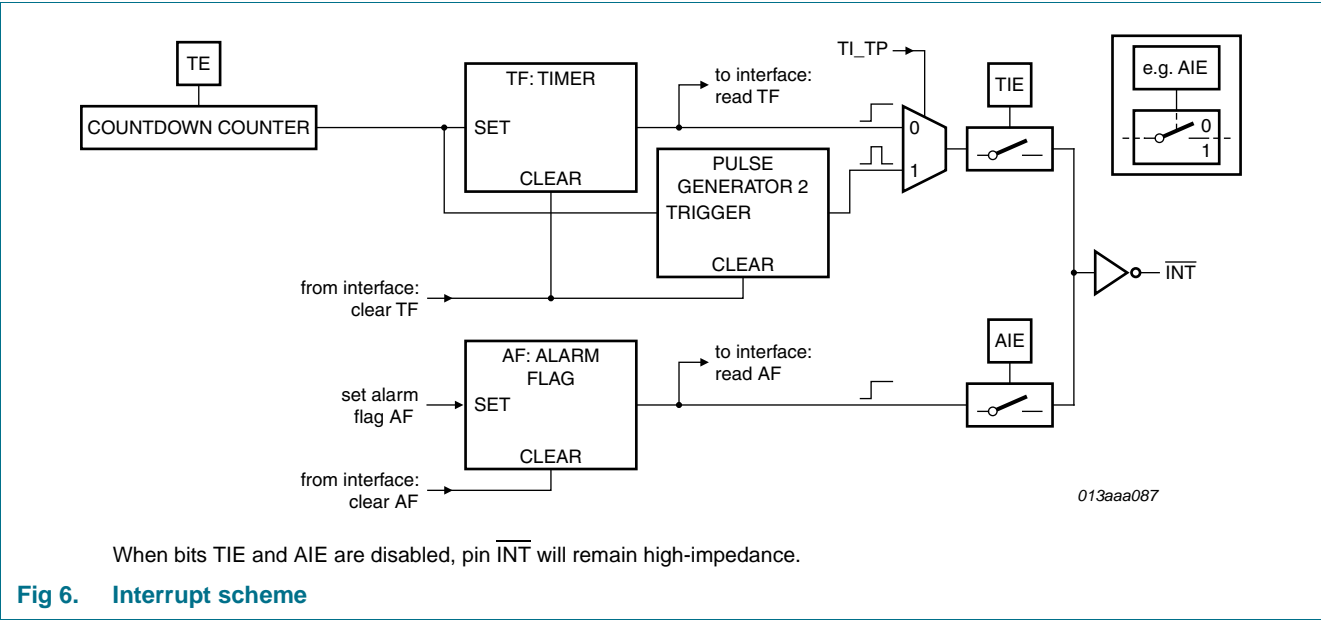 TE
COUNTDOWN COUNTER
TF: TIMER
SET
CLEAR
to interface:
read TF
PULSE
GENERATOR 2
TRIGGER
CLEAR
from interface:
clear TF
TI_TP
0
1
TIE
e.g. AIE
0
1
INT
AF: ALARM
FLAG
SET
CLEAR
set alarm
flag AF
from interface:
clear AF
to interface:
read AF
AIE
013aaa087
When bits TIE and AIE are disabled, pin INT will remain high-impedance.
Fig 6. Interrupt scheme